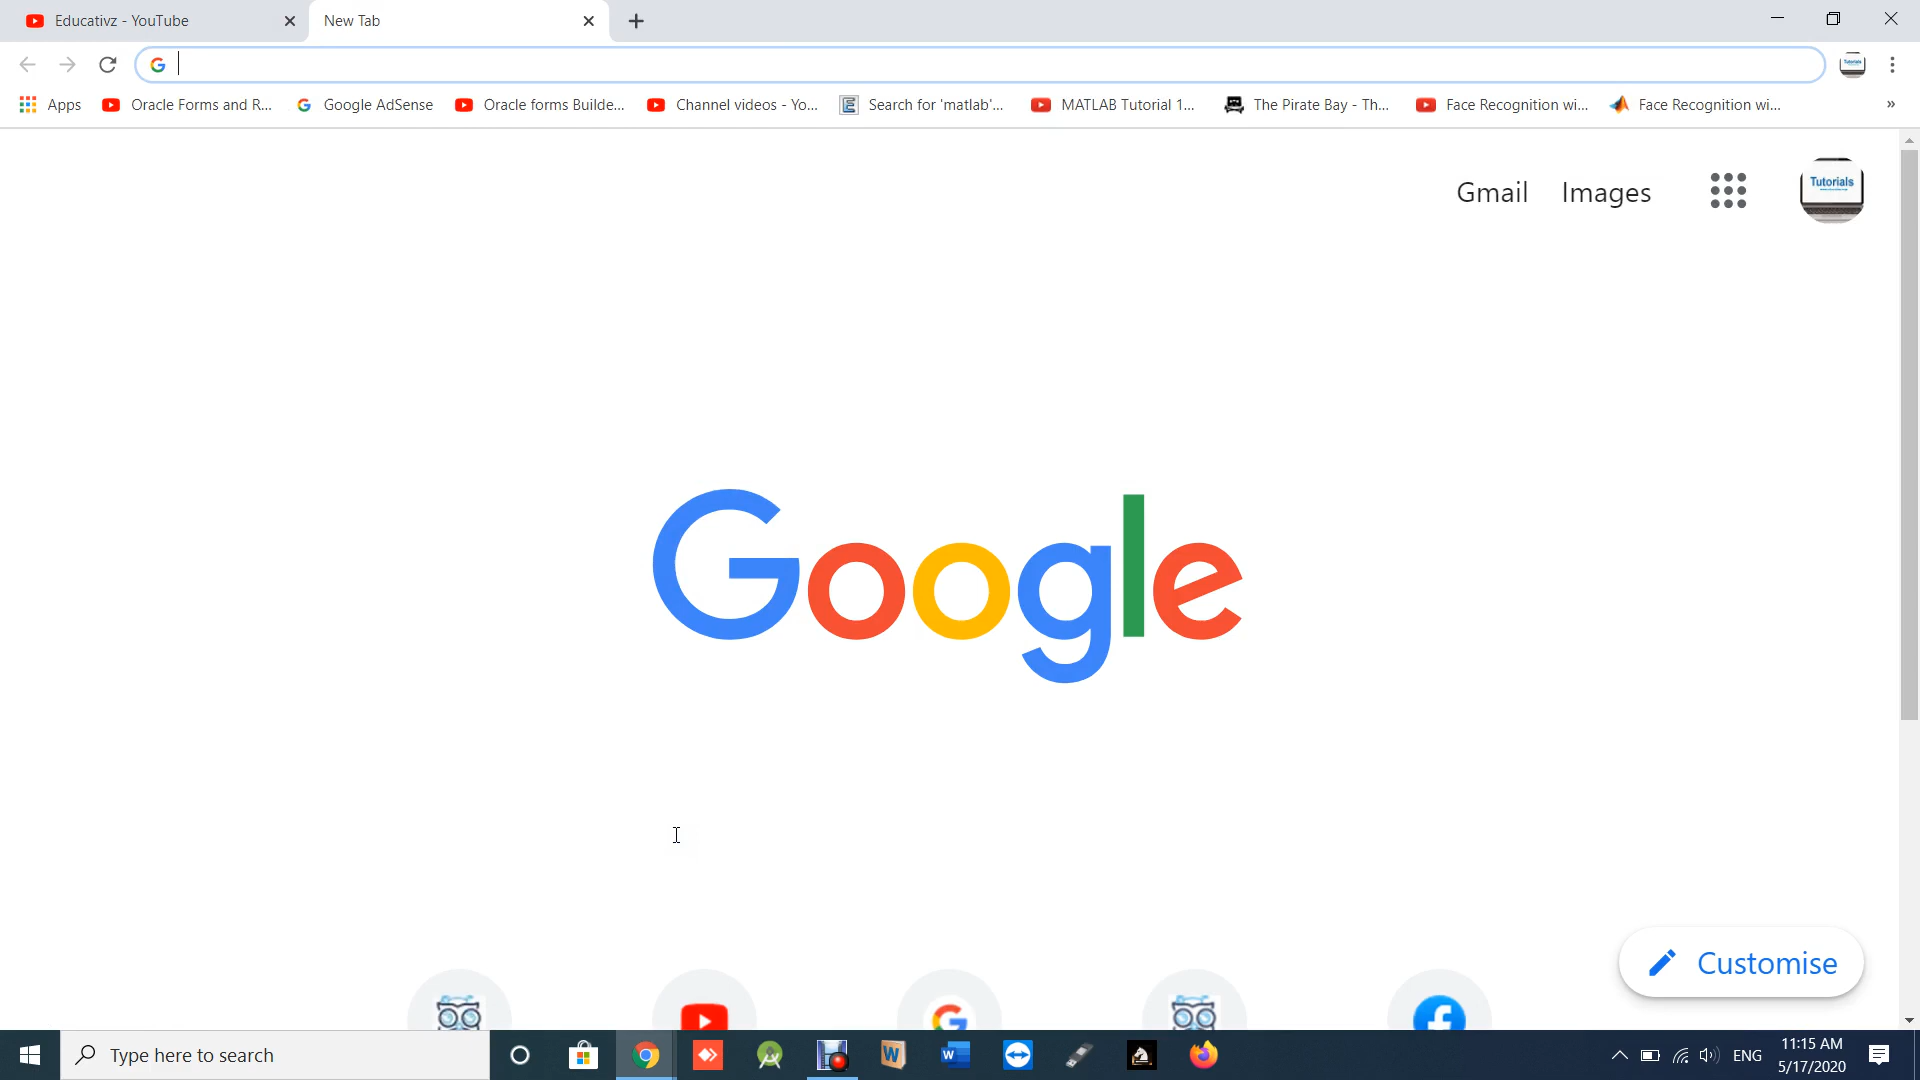 Educativz - YouTube
New Tab
Apps
Oracle Forms and R...
Google AdSense
Oracle forms Builde...
Channel videos - Yo...
Search for 'matlab'...
MATLAB Tutorial 1...
The Pirate Bay - Th...
Face Recognition wi...
Face Recognition wi...
»
Gmail
Images
Tutorials
Google
Customise
Type here to search
ENG
11:15 AM
5/17/2020